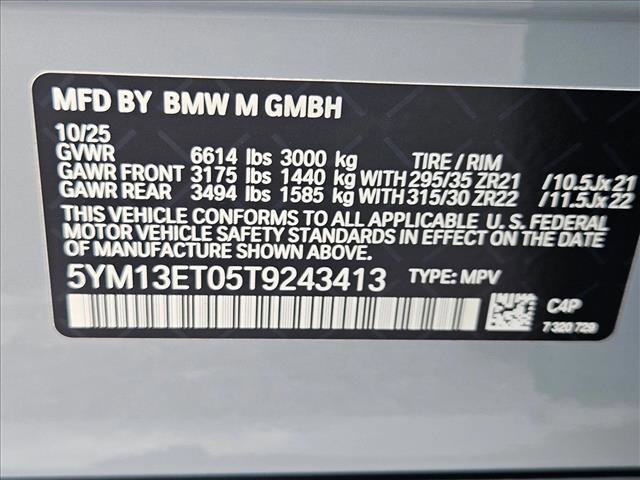 MFD BY BMW M GMBH
10/25
GVWR 6614 lbs 3000 kg TIRE / RIM
GAWR FRONT 3175 lbs 1440 kg WITH 295/35 ZR21 /10.5Jx21
GAWR REAR 3494 lbs 1585 kg WITH 315/30 ZR22 /11.5Jx22
THIS VEHICLE CONFORMS TO ALL APPLICABLE U. S. FEDERAL
MOTOR VEHICLE SAFETY STANDARDS IN EFFECT ON THE DATE OF
MANUFACTURE SHOWN ABOVE.
5YM13ET05T9243413 TYPE: MPV
C4P
7 320 729